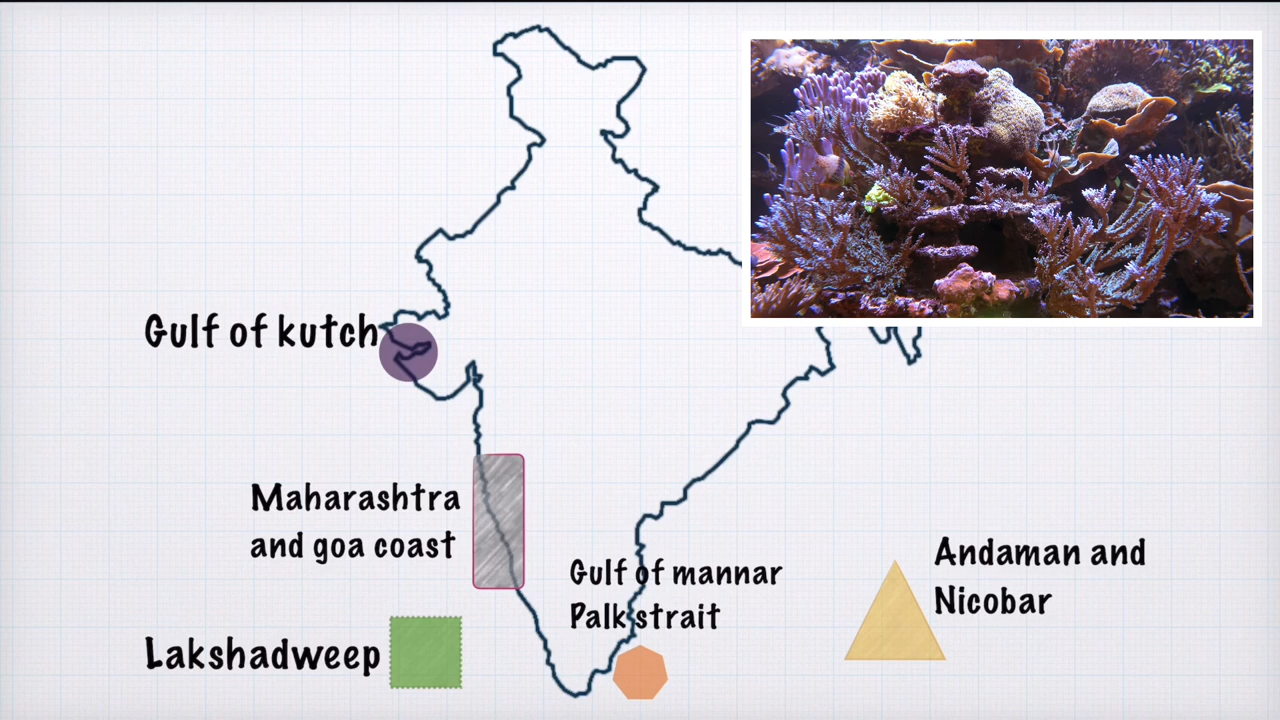 Gulf of kutch
Maharashtra
and goa coast
Gulf of mannar
Palk strait
Andaman and
Nicobar
Lakshadweep